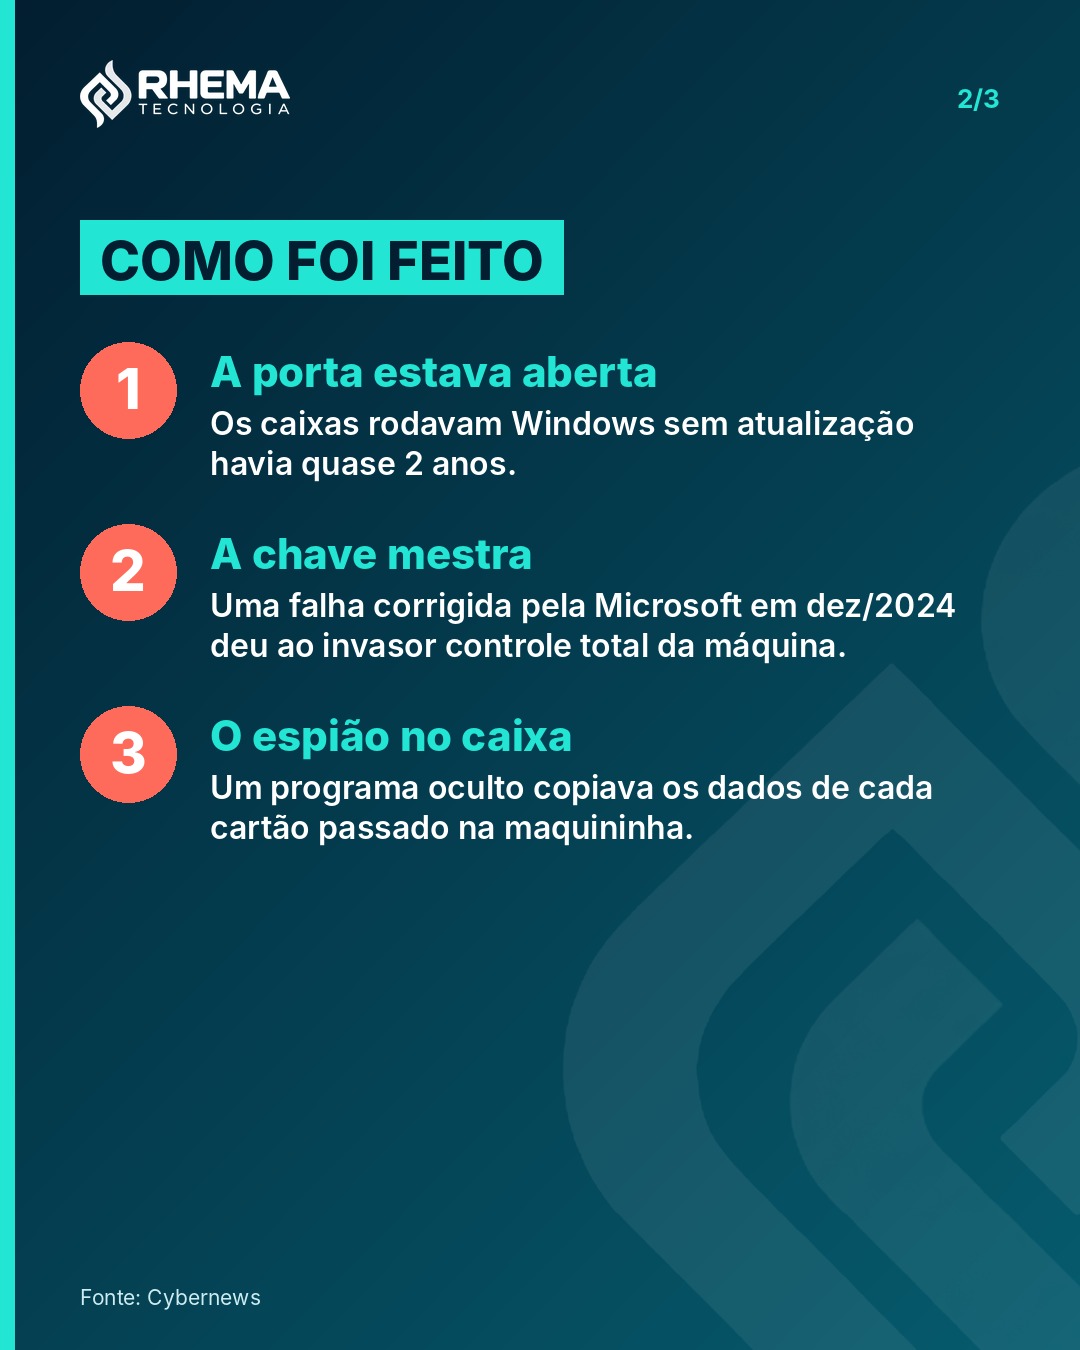 RHEMA
TECNOLOGIA
2/3
COMO FOI FEITO
1
A porta estava aberta
Os caixas rodavam Windows sem atualização
havia quase 2 anos.
2
A chave mestra
Uma falha corrigida pela Microsoft em dez/2024
deu ao invasor controle total da máquina.
3
O espião no caixa
Um programa oculto copiava os dados de cada
cartão passado na maquininha.
Fonte: Cybernews